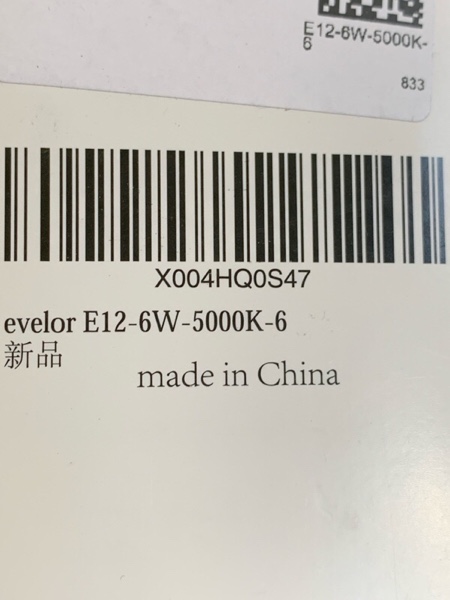 E12-6W-5000K-
6
833
X004HQ0S47
evelor E12-6W-5000K-6
新品
made in China